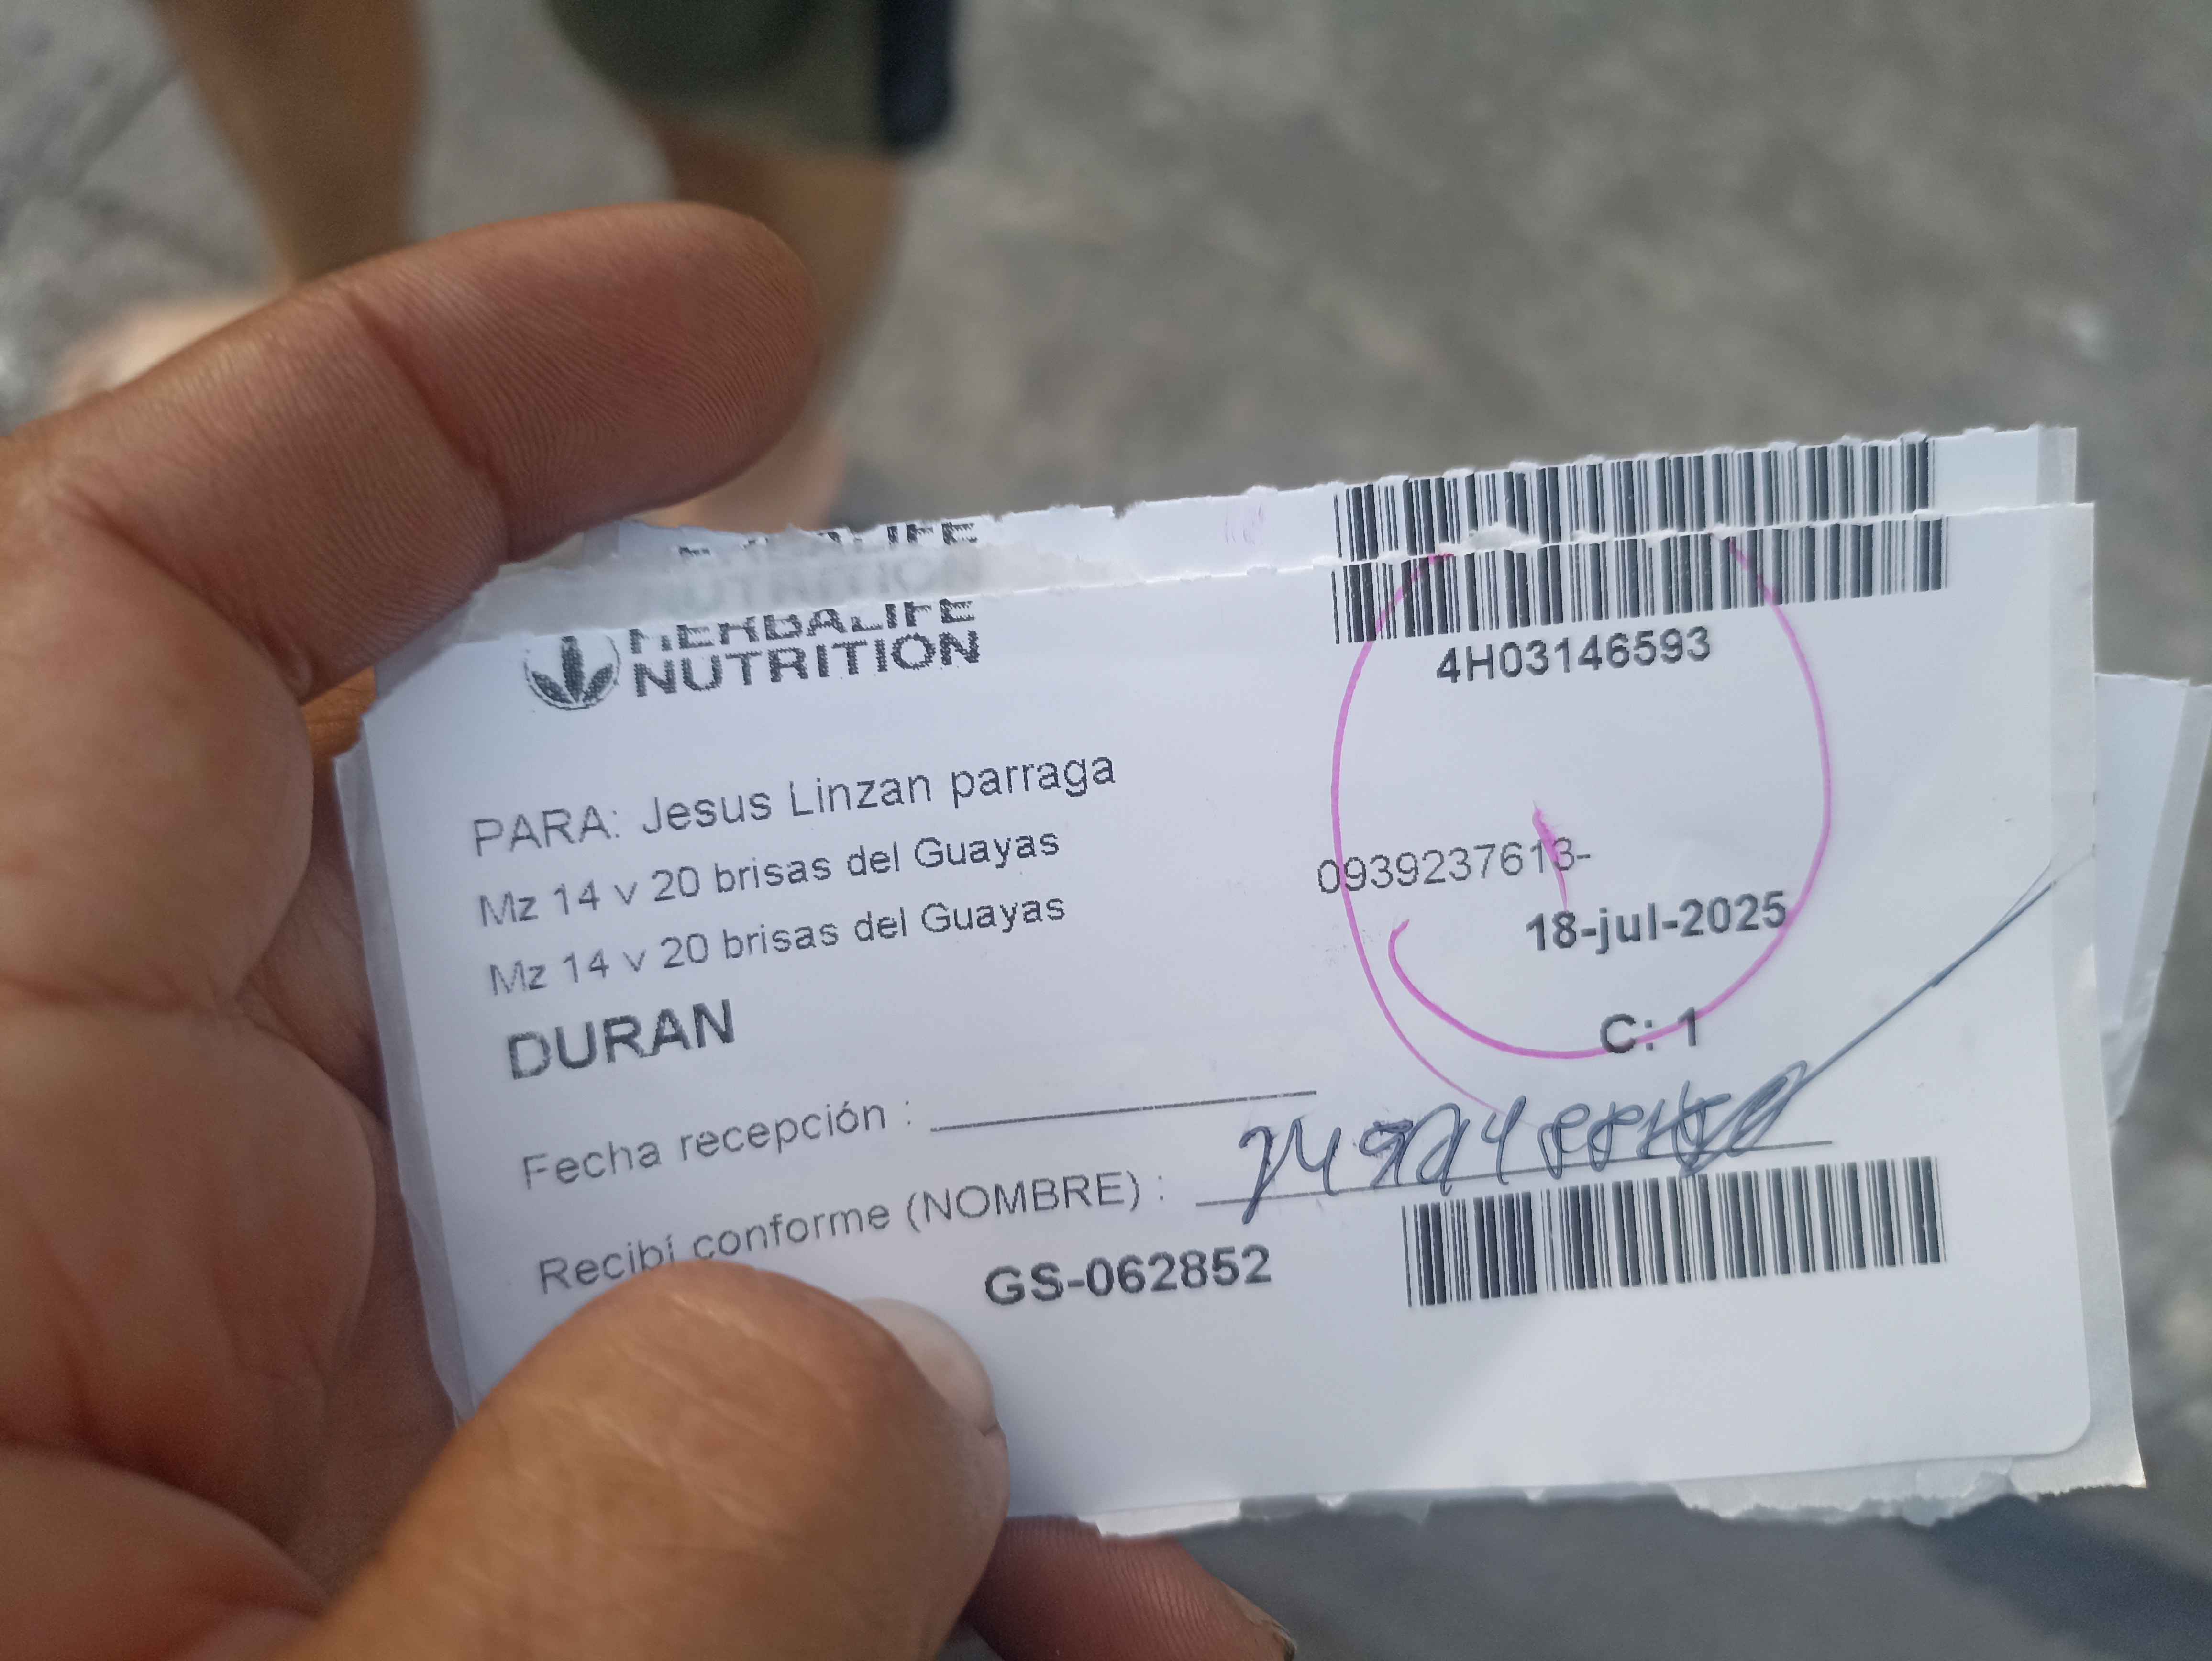 HERBALIFE
NUTRITION
4H03146593
PARA: Jesus Linzan parraga
Mz 14 v 20 brisas del Guayas
0939237613-
Mz 14 v 20 brisas del Guayas
18-jul-2025
DURAN
C: 1
Fecha recepción :
Recibí conforme (NOMBRE) :
GS-062852